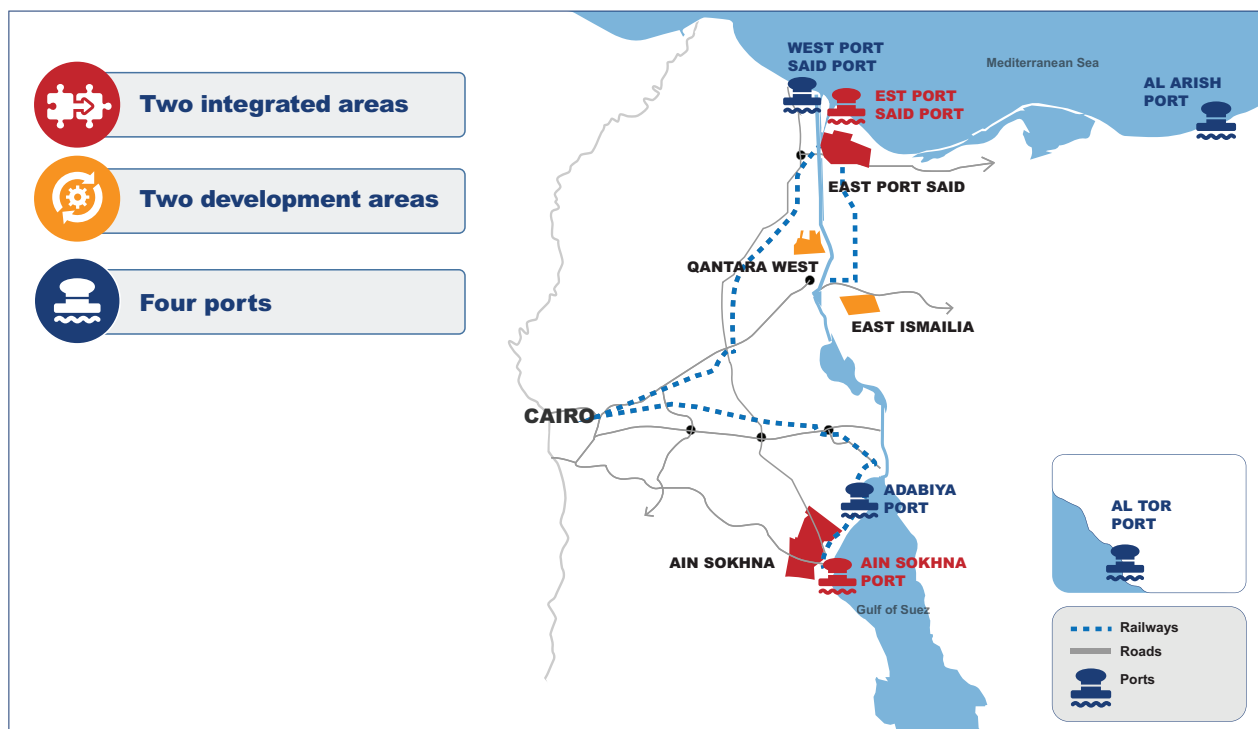 Two integrated areas
Two development areas
Four ports
WEST PORT
SAID PORT
EST PORT
SAID PORT
Mediterranean Sea
AL ARISH
PORT
EAST PORT SAID
QANTARA WEST
EAST ISMAILIA
CAIRO
ADABIYA
PORT
AIN SOKHNA
AIN SOKHNA
PORT
Gulf of Suez
AL TOR
PORT
Railways
Roads
Ports